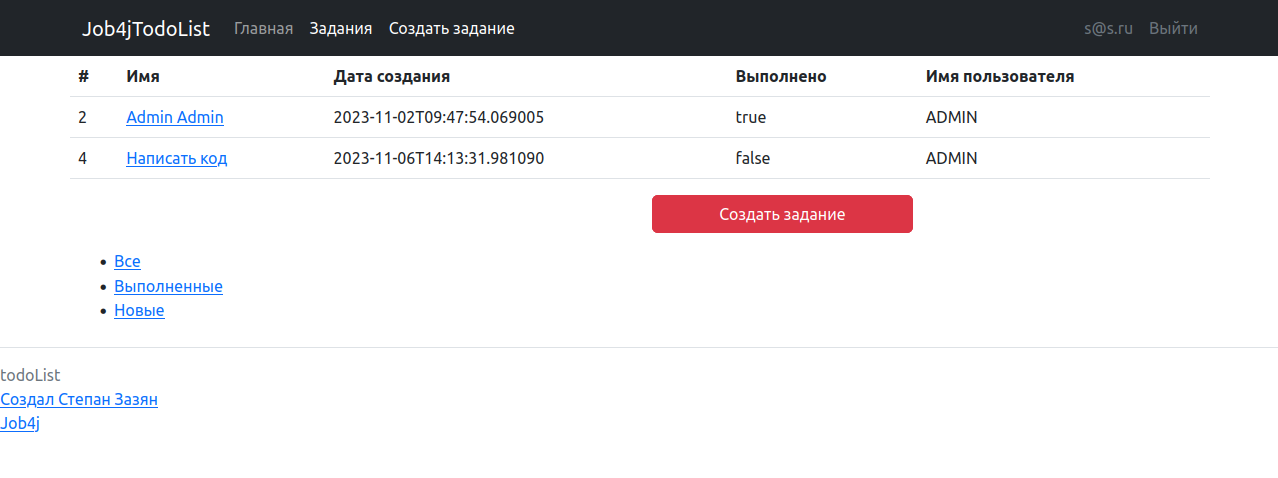 Job4jTodoList Главная Задания Создать задание s@s.ru Выйти
# Имя Дата создания Выполнено Имя пользователя
2 Admin Admin 2023-11-02T09:47:54.069005 true ADMIN
4 Написать код 2023-11-06T14:13:31.981090 false ADMIN
Создать задание
Все
Выполненные
Новые
todoList
Создал Степан Зазян
Job4j